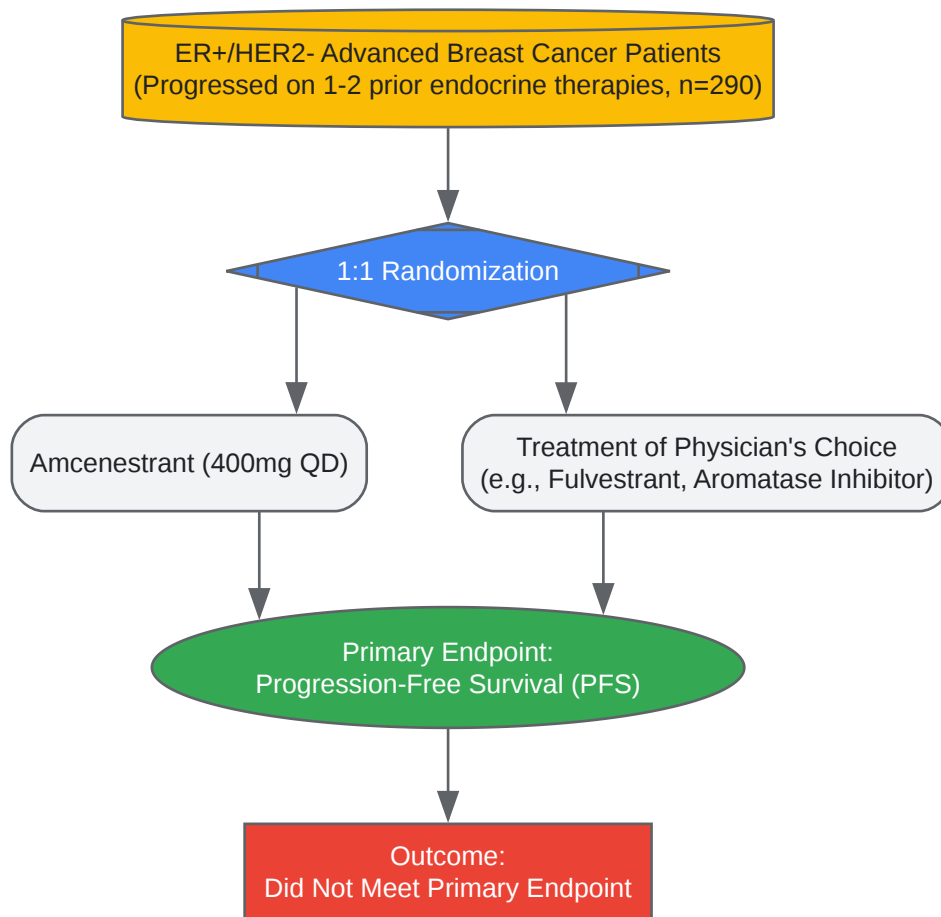 ER+/HER2- Advanced Breast Cancer Patients
(Progressed on 1-2 prior endocrine therapies, n=290)
1:1 Randomization
Amcenestrant (400mg QD)
Treatment of Physician's Choice
(e.g., Fulvestrant, Aromatase Inhibitor)
Primary Endpoint:
Progression-Free Survival (PFS)
Outcome:
Did Not Meet Primary Endpoint